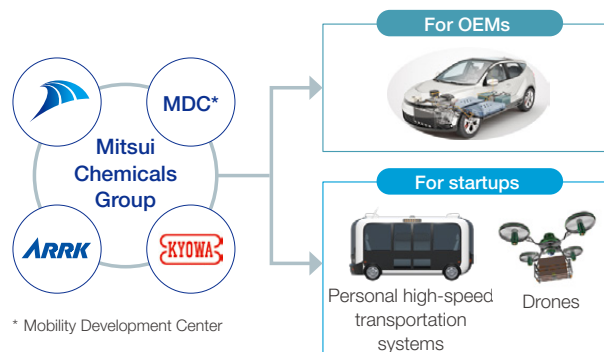 For OEMs
MDC*
Mitsui
Chemicals
Group
ARRK
KYOWA
* Mobility Development Center
For startups
Personal high-speed
transportation
systems
Drones